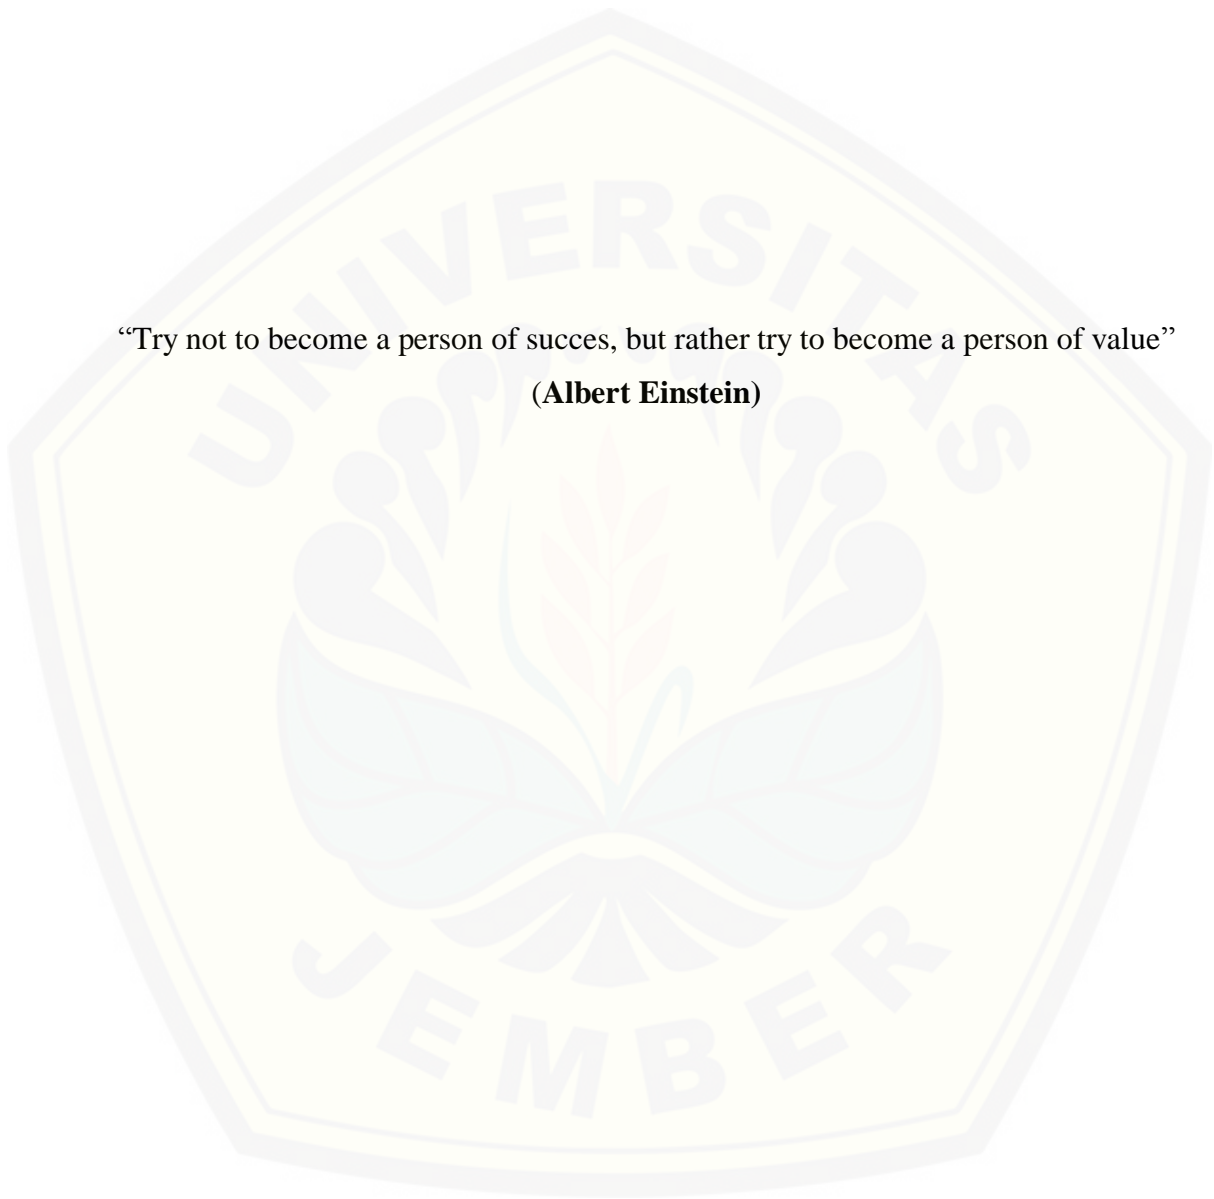 UNIVERSITAS
“Try not to become a person of succes, but rather try to become a person of value”
(Albert Einstein)
JEMBER